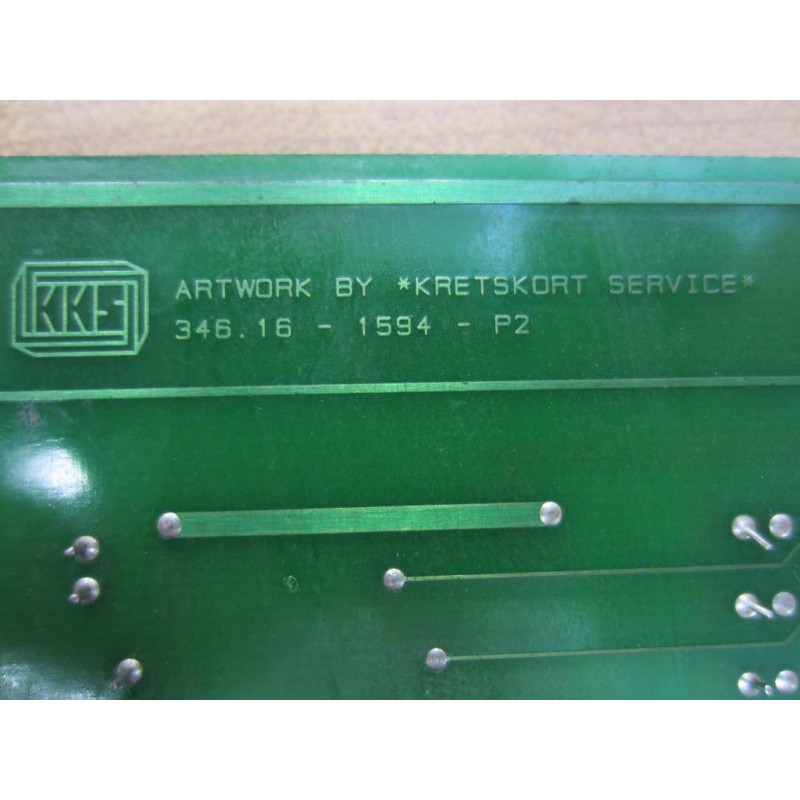 KKS
ARTWORK BY *KRETSKORT SERVICE*
346.16 - 1594 - P2